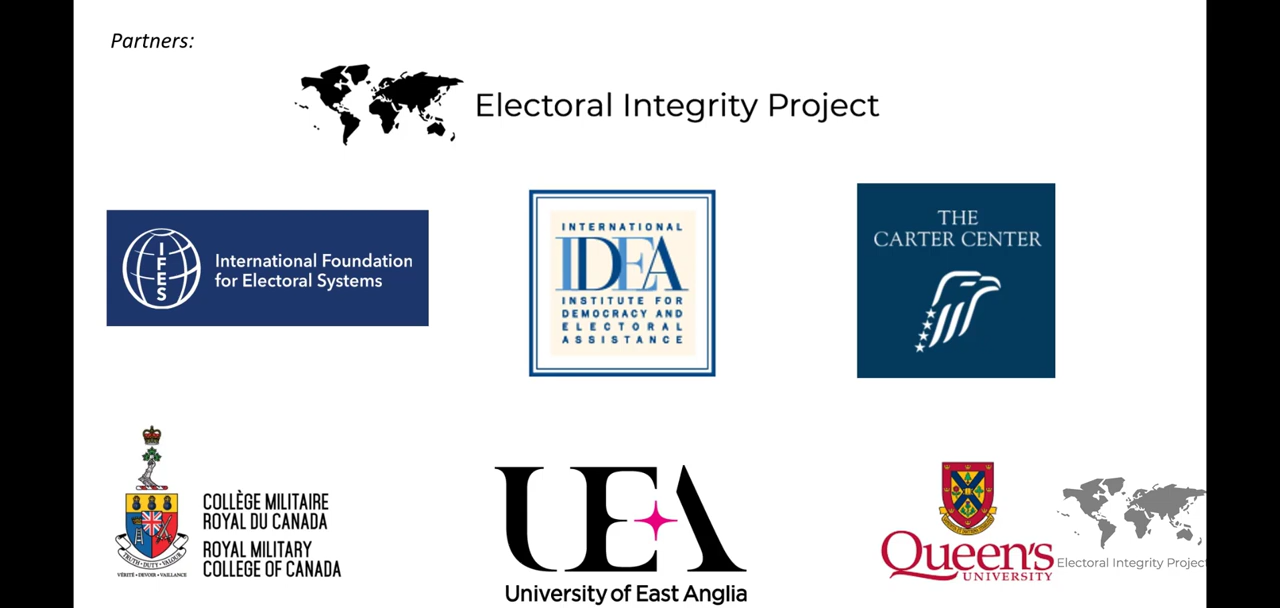 Partners:
Electoral Integrity Project
IFES
International Foundation
for Electoral Systems
INTERNATIONAL
IDEA
INSTITUTE FOR
DEMOCRACY AND
ELECTORAL
ASSISTANCE
THE
CARTER CENTER
COLLÈGE MILITAIRE
ROYAL DU CANADA
ROYAL MILITARY
COLLEGE OF CANADA
TRUTH · DUTY · VALOUR
VÉRITÉ · DEVOIR · VAILLANCE
UEA
University of East Anglia
Queen's
UNIVERSITY
Electoral Integrity Project